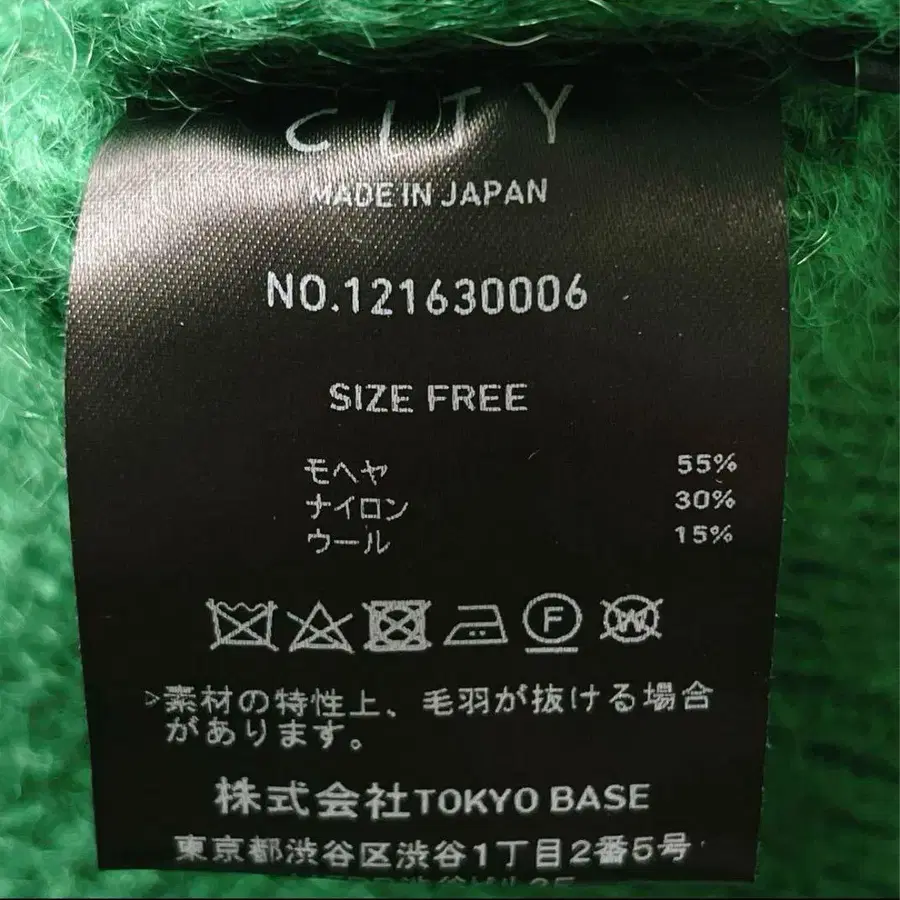 CITY
MADE IN JAPAN
NO.121630006
SIZE FREE
モヘヤ 55%
ナイロン 30%
ウール 15%
F W
>素材の特性上、毛羽が抜ける場合
があります。
株式会社TOKYO BASE
東京都渋谷区渋谷1丁目2番5号